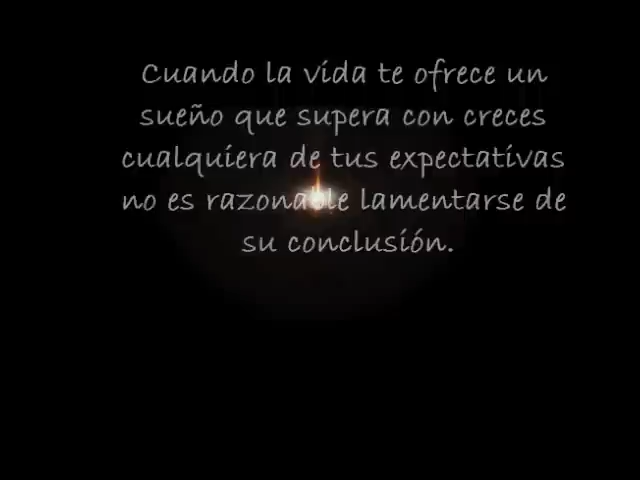 Cuando la vida te ofrece un
sueño que supera con creces
cualquiera de tus expectativas
no es razonable lamentarse de
su conclusión.